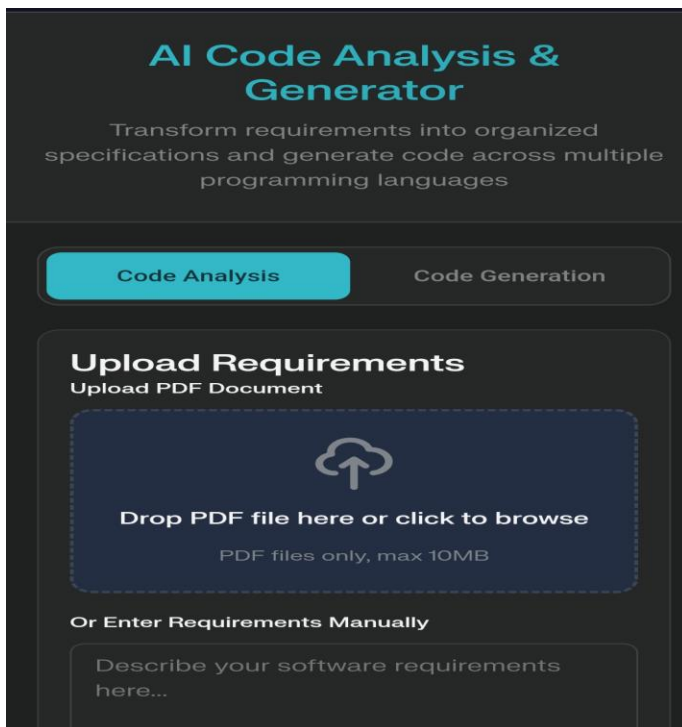 AI Code Analysis &
Generator
Transform requirements into organized
specifications and generate code across multiple
programming languages
Code Analysis
Code Generation
Upload Requirements
Upload PDF Document
Drop PDF file here or click to browse
PDF files only, max 10MB
Or Enter Requirements Manually
Describe your software requirements
here...